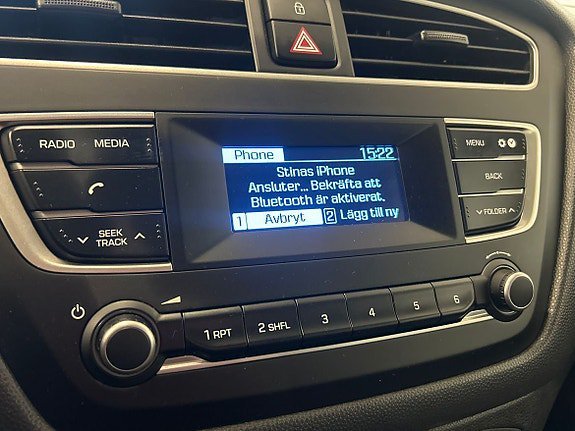 RADIO MEDIA
SEEK
TRACK
Phone 15:22
Stinas iPhone
Ansluter... Bekräfta att
Bluetooth är aktiverat.
1 Avbryt 2 Lägg till ny
MENU
BACK
FOLDER
1 RPT 2 SHFL 3 4 5 6